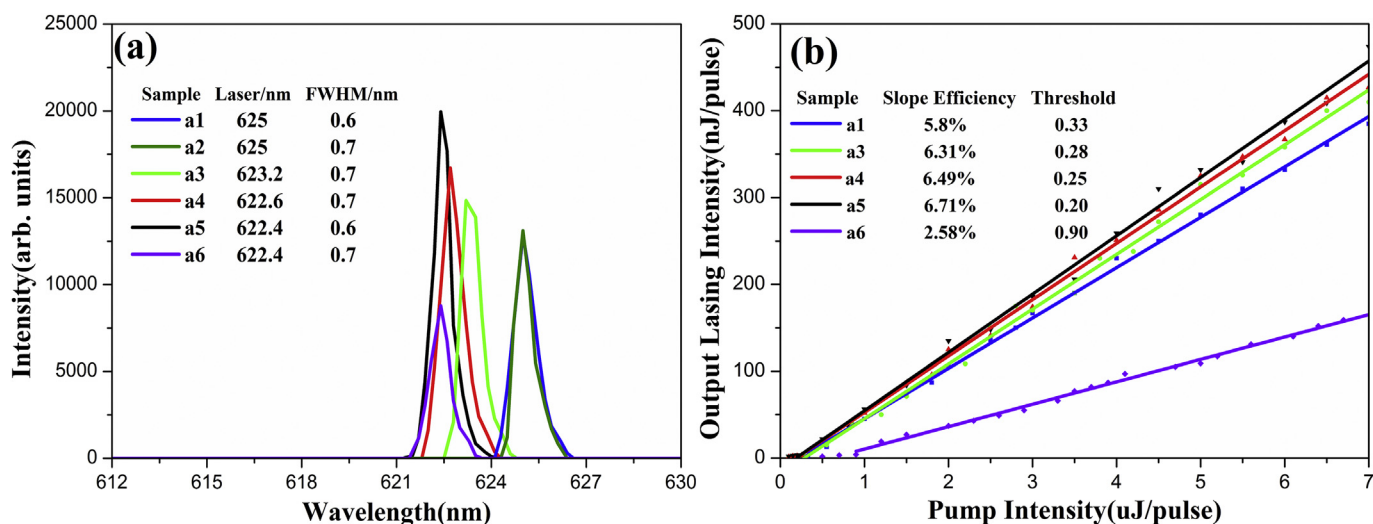 (a)
Intensity(arb. units)
25000
20000
15000
10000
5000
0
Sample Laser/nm FWHM/nm
a1 625 0.6
a2 625 0.7
a3 623.2 0.7
a4 622.6 0.7
a5 622.4 0.6
a6 622.4 0.7
612 615 618 621 624 627 630
Wavelength(nm)
(b)
Output Lasing Intensity(nJ/pulse)
500
400
300
200
100
0
Sample Slope Efficiency Threshold
a1 5.8% 0.33
a3 6.31% 0.28
a4 6.49% 0.25
a5 6.71% 0.20
a6 2.58% 0.90
0 1 2 3 4 5 6 7
Pump Intensity(uJ/pulse)